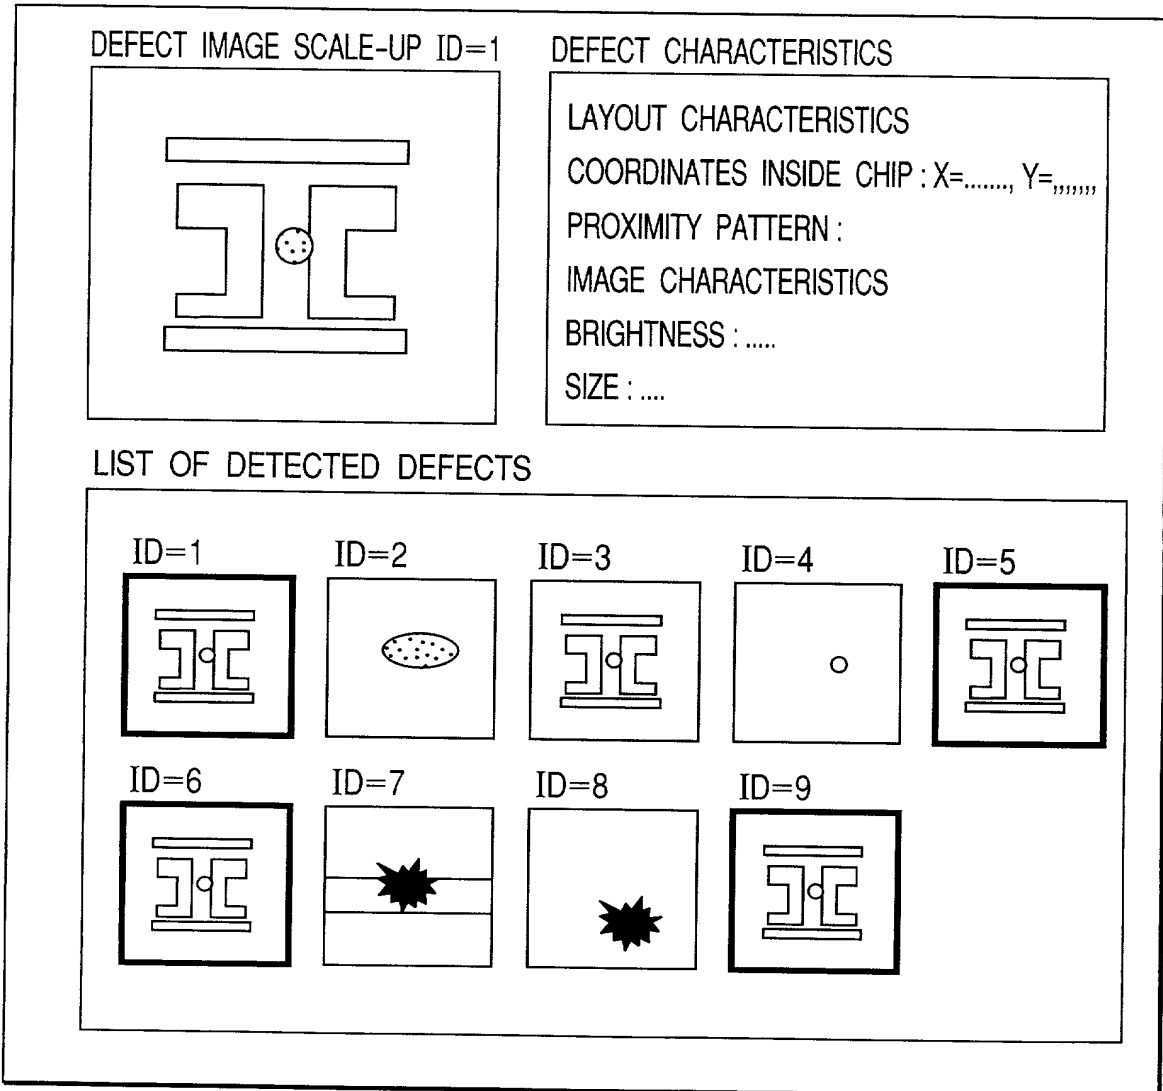 DEFECT IMAGE SCALE-UP ID=1
DEFECT CHARACTERISTICS
LAYOUT CHARACTERISTICS
COORDINATES INSIDE CHIP : X=......., Y=,,,,,,,
PROXIMITY PATTERN :
IMAGE CHARACTERISTICS
BRIGHTNESS : .....
SIZE : ....
LIST OF DETECTED DEFECTS
ID=1 ID=2 ID=3 ID=4 ID=5
ID=6 ID=7 ID=8 ID=9